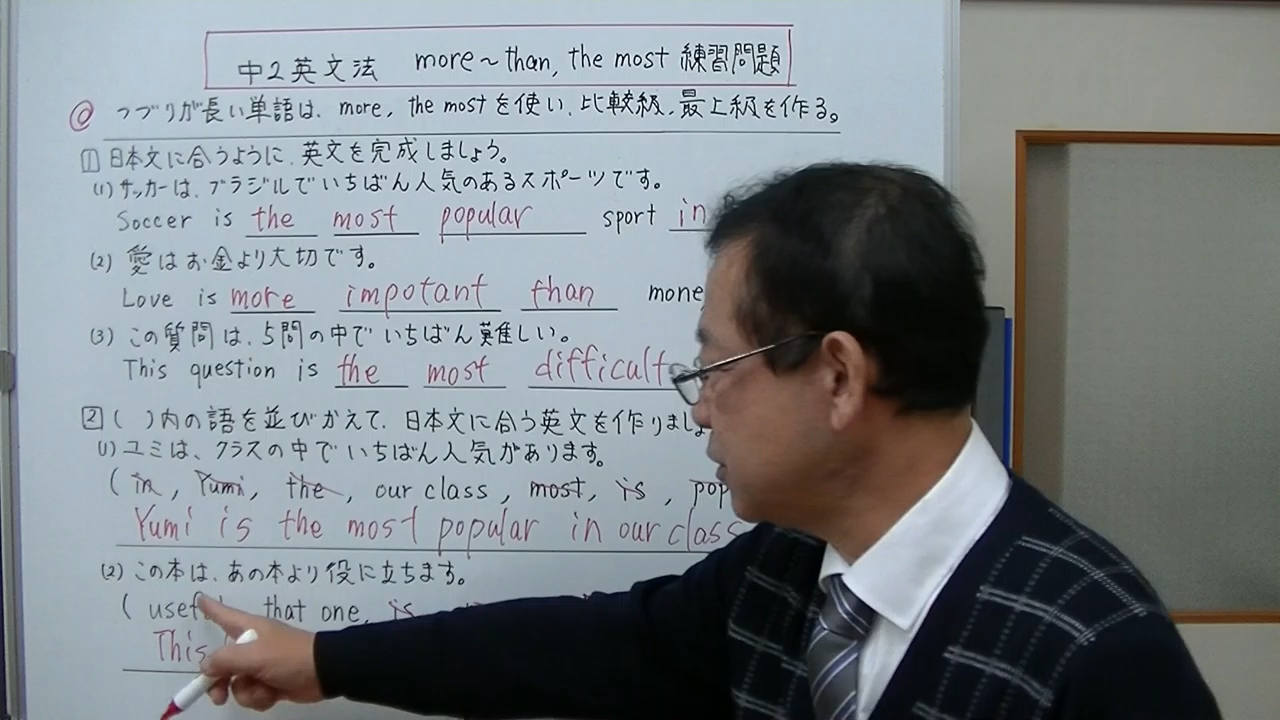 中2英文法 more～than, the most 練習問題
◎ つづりが長い単語は、more, the mostを使い、比較級、最上級を作る。
1 日本文に合うように、英文を完成しましょう。
(1) サッカーは、ブラジルでいちばん人気のあるスポーツです。
Soccer is the most popular sport in
(2) 愛はお金より大切です。
Love is more impotant than
(3) この質問は、5問の中でいちばん難しい。
This question is the most difficult
2 ( )内の語を並びかえて、日本文に合う英文を作りま
(1) ユミは、クラスの中でいちばん人気があります。
( in, Yumi, the, our class, most, is,
Yumi is the most popular in our class
(2) この本は、あの本より役に立ちます。
( that one, is
This